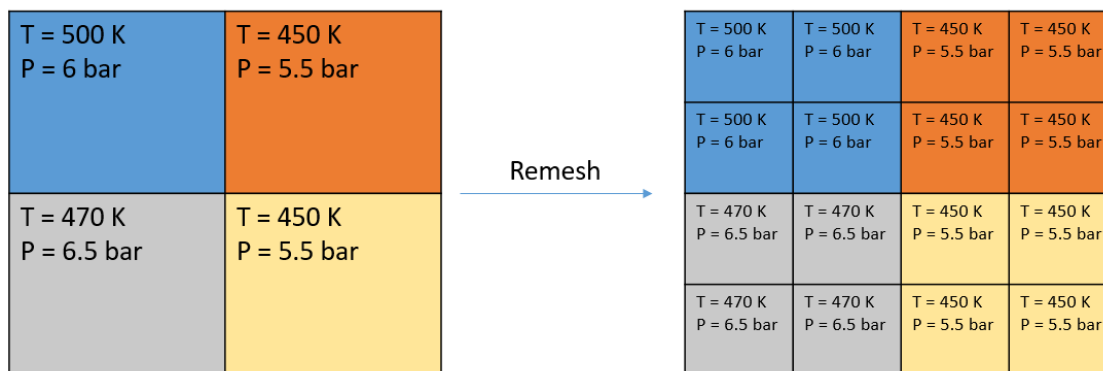 T = 500 K
P = 6 bar
T = 450 K
P = 5.5 bar
T = 470 K
P = 6.5 bar
T = 450 K
P = 5.5 bar
Remesh
T = 500 K
P = 6 bar
T = 500 K
P = 6 bar
T = 450 K
P = 5.5 bar
T = 450 K
P = 5.5 bar
T = 500 K
P = 6 bar
T = 500 K
P = 6 bar
T = 450 K
P = 5.5 bar
T = 450 K
P = 5.5 bar
T = 470 K
P = 6.5 bar
T = 470 K
P = 6.5 bar
T = 450 K
P = 5.5 bar
T = 450 K
P = 5.5 bar
T = 470 K
P = 6.5 bar
T = 470 K
P = 6.5 bar
T = 450 K
P = 5.5 bar
T = 450 K
P = 5.5 bar